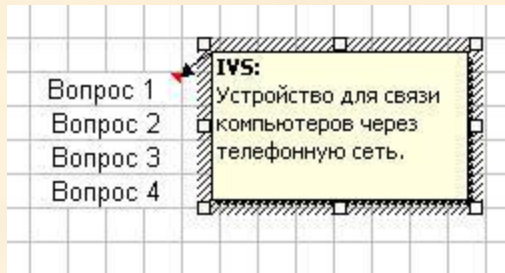 IVS:
Устройство для связи
компьютеров через
телефонную сеть.
Вопрос 1
Вопрос 2
Вопрос 3
Вопрос 4